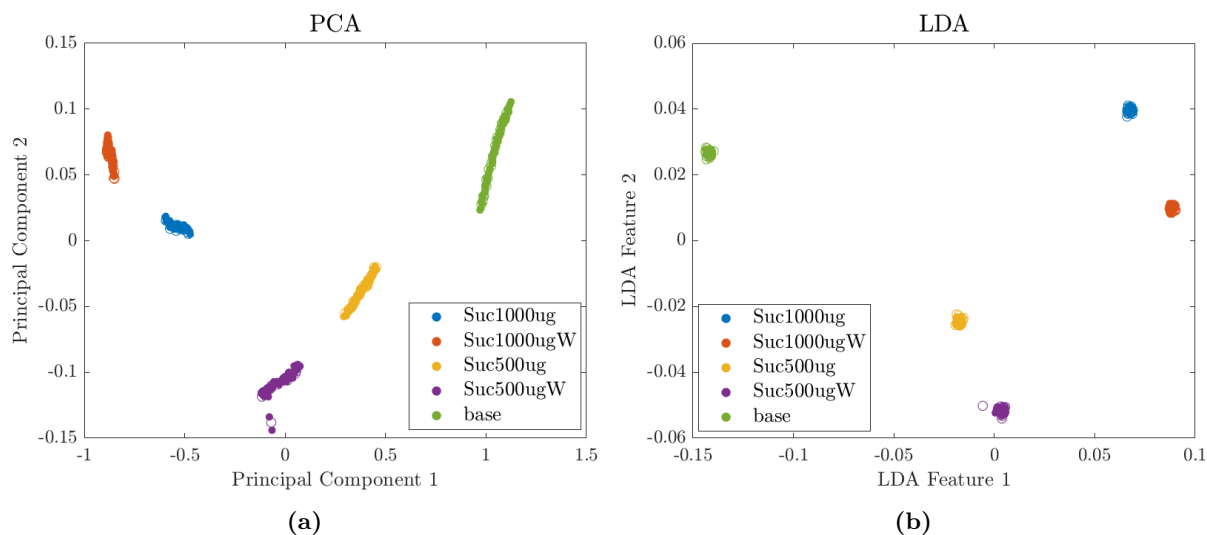 PCA
0.15
0.1
0.05
0
-0.05
-0.1
-0.15
Principal Component 2
Suc1000ug
Suc1000ugW
Suc500ug
Suc500ugW
base
-1
-0.5
0
0.5
1
1.5
Principal Component 1
(a)
LDA
0.06
0.04
0.02
0
-0.02
-0.04
-0.06
LDA Feature 2
Suc1000ug
Suc1000ugW
Suc500ug
Suc500ugW
base
-0.15
-0.1
-0.05
0
0.05
0.1
LDA Feature 1
(b)